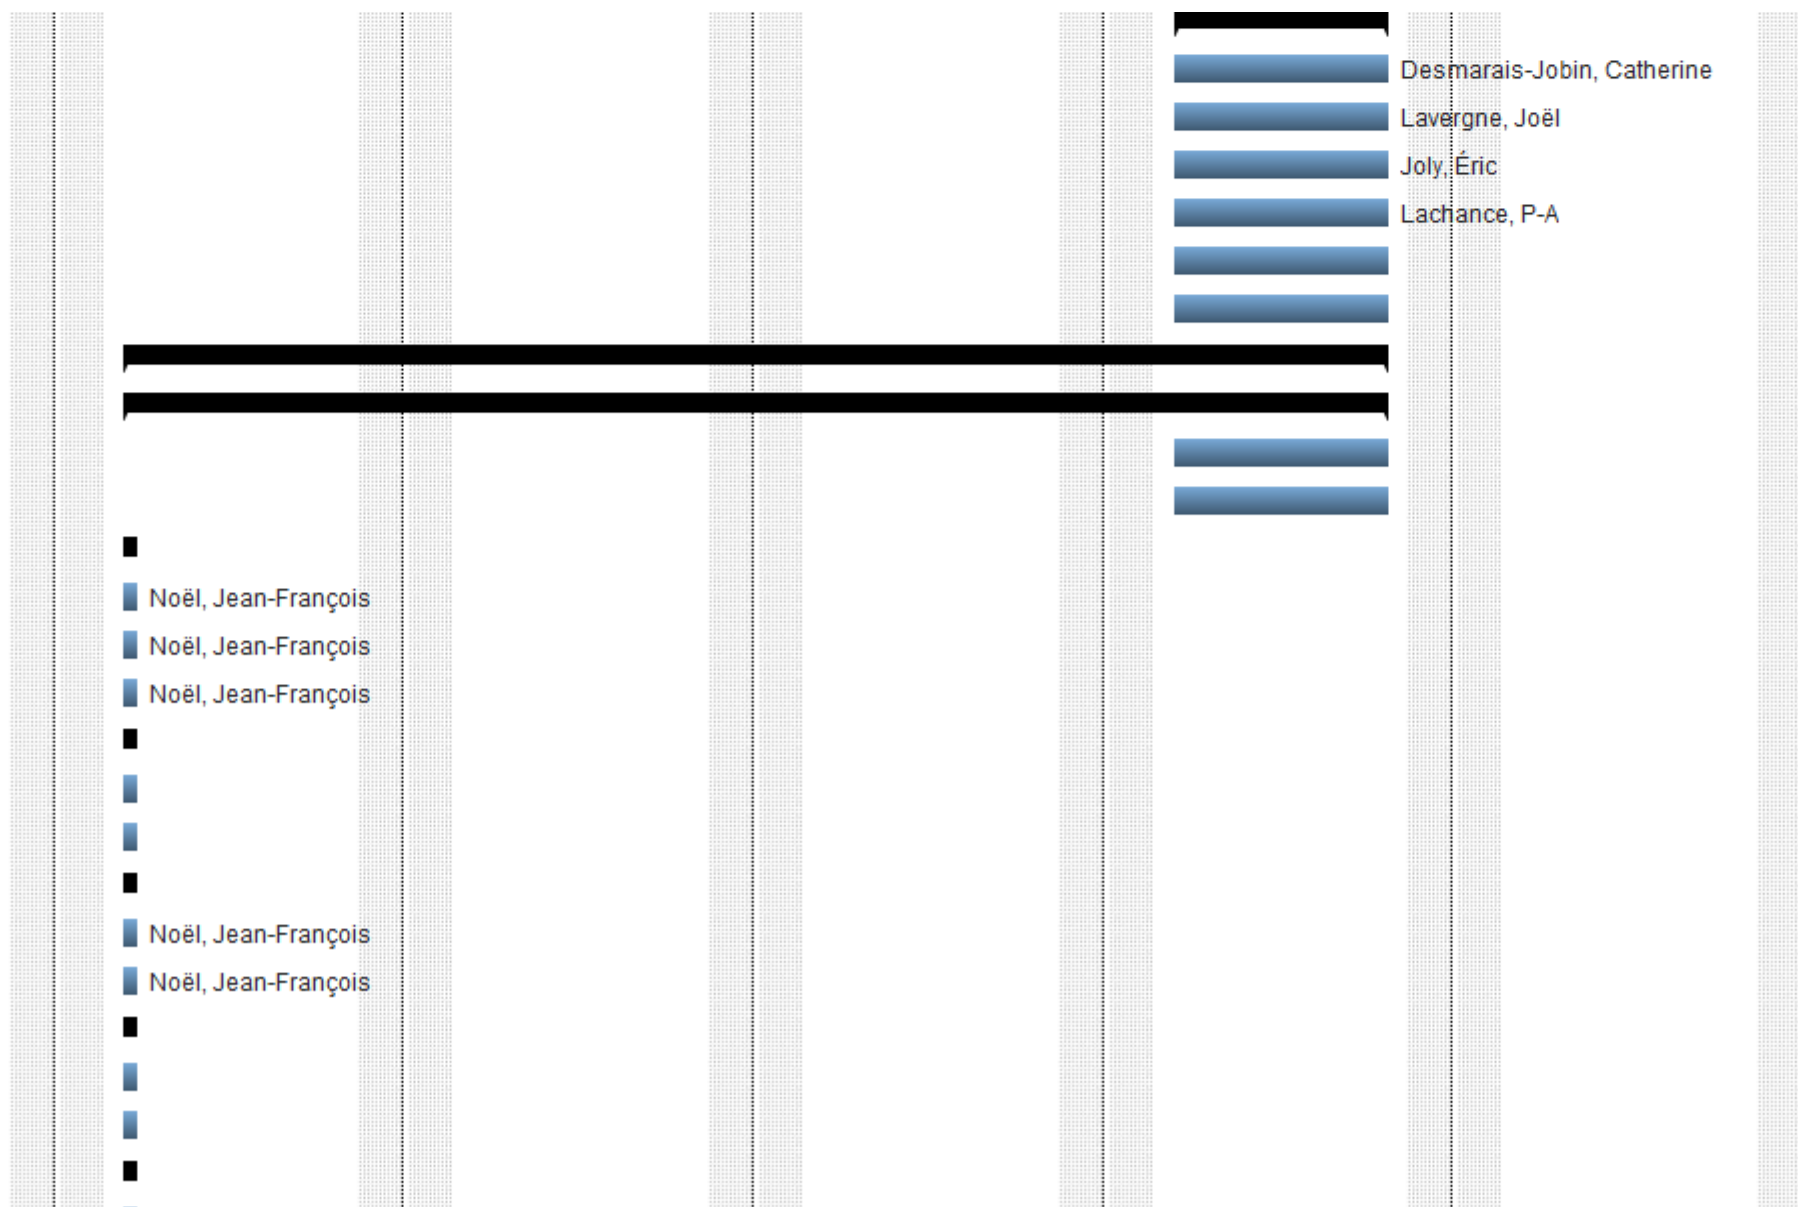 Desmarais-Jobin, Catherine
Lavergne, Joël
Joly, Éric
Lachance, P-A
Noël, Jean-François
Noël, Jean-François
Noël, Jean-François
Noël, Jean-François
Noël, Jean-François